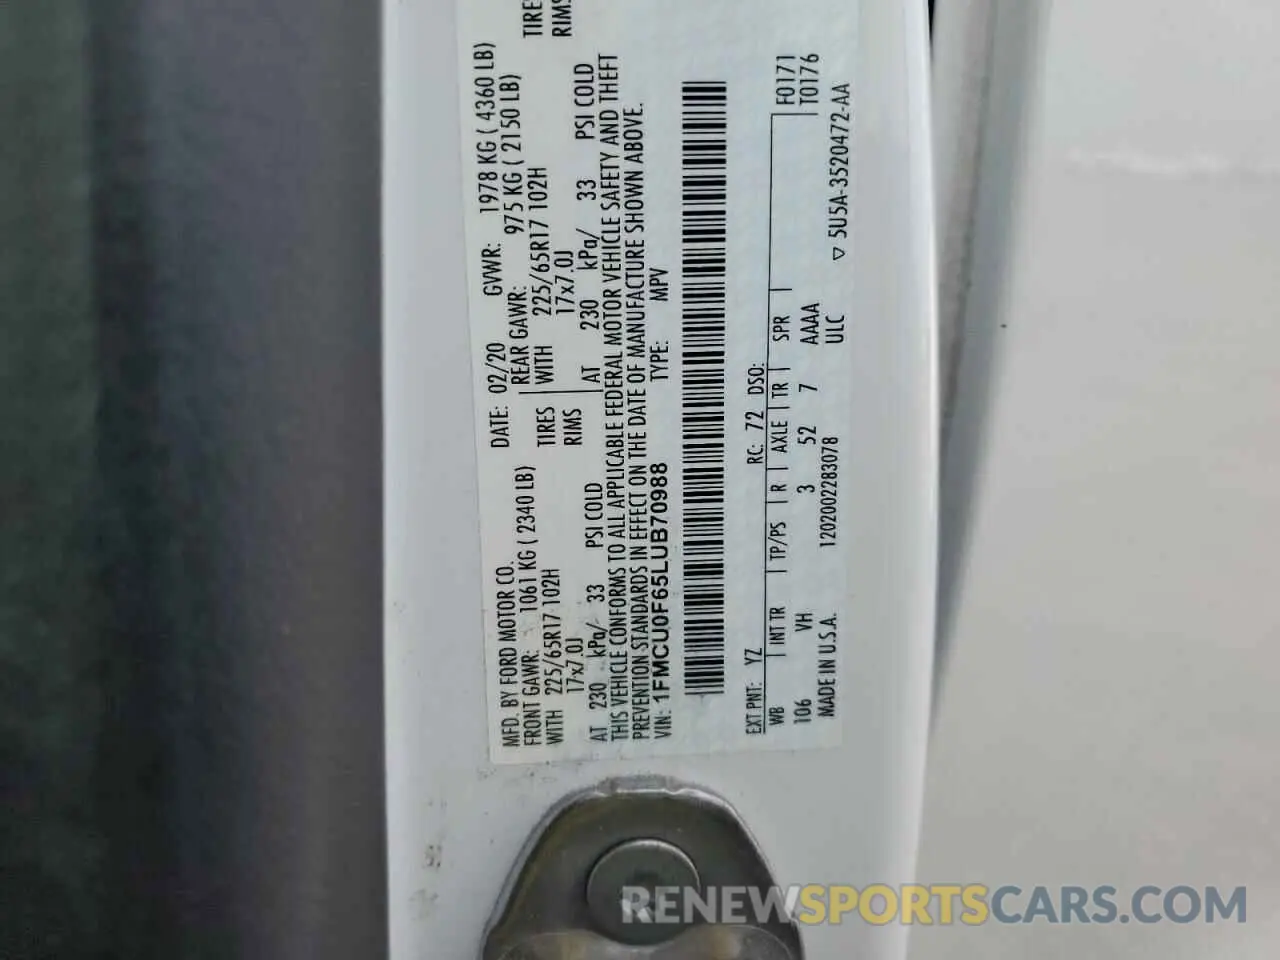 MFD. BY FORD MOTOR CO.
DATE: 02/20
GVWR: 1978 KG ( 4360 LB)
FRONT GAWR: 1061 KG ( 2340 LB)
REAR GAWR: 975 KG ( 2150 LB)
WITH 225/65R17 102H TIRES
WITH 225/65R17 102H TIRES
17x7.0J RIMS
17x7.0J RIMS
AT 230 kPa/ 33 PSI COLD
AT 230 kPa/ 33 PSI COLD
THIS VEHICLE CONFORMS TO ALL APPLICABLE FEDERAL MOTOR VEHICLE SAFETY AND THEFT
PREVENTION STANDARDS IN EFFECT ON THE DATE OF MANUFACTURE SHOWN ABOVE.
VIN: 1FMCU0F65LUB70988
TYPE: MPV
EXT PNT: YZ RC: 72 DSO:
F0171
WB | INT TR | TP/PS | R | AXLE | TR | SPR |
T0176
106 VH 3 52 7 AAAA
MADE IN U.S.A. 1202002283078 ULC
▽ 5U5A-3520472-AA
RENEWSPORTSCARS.COM